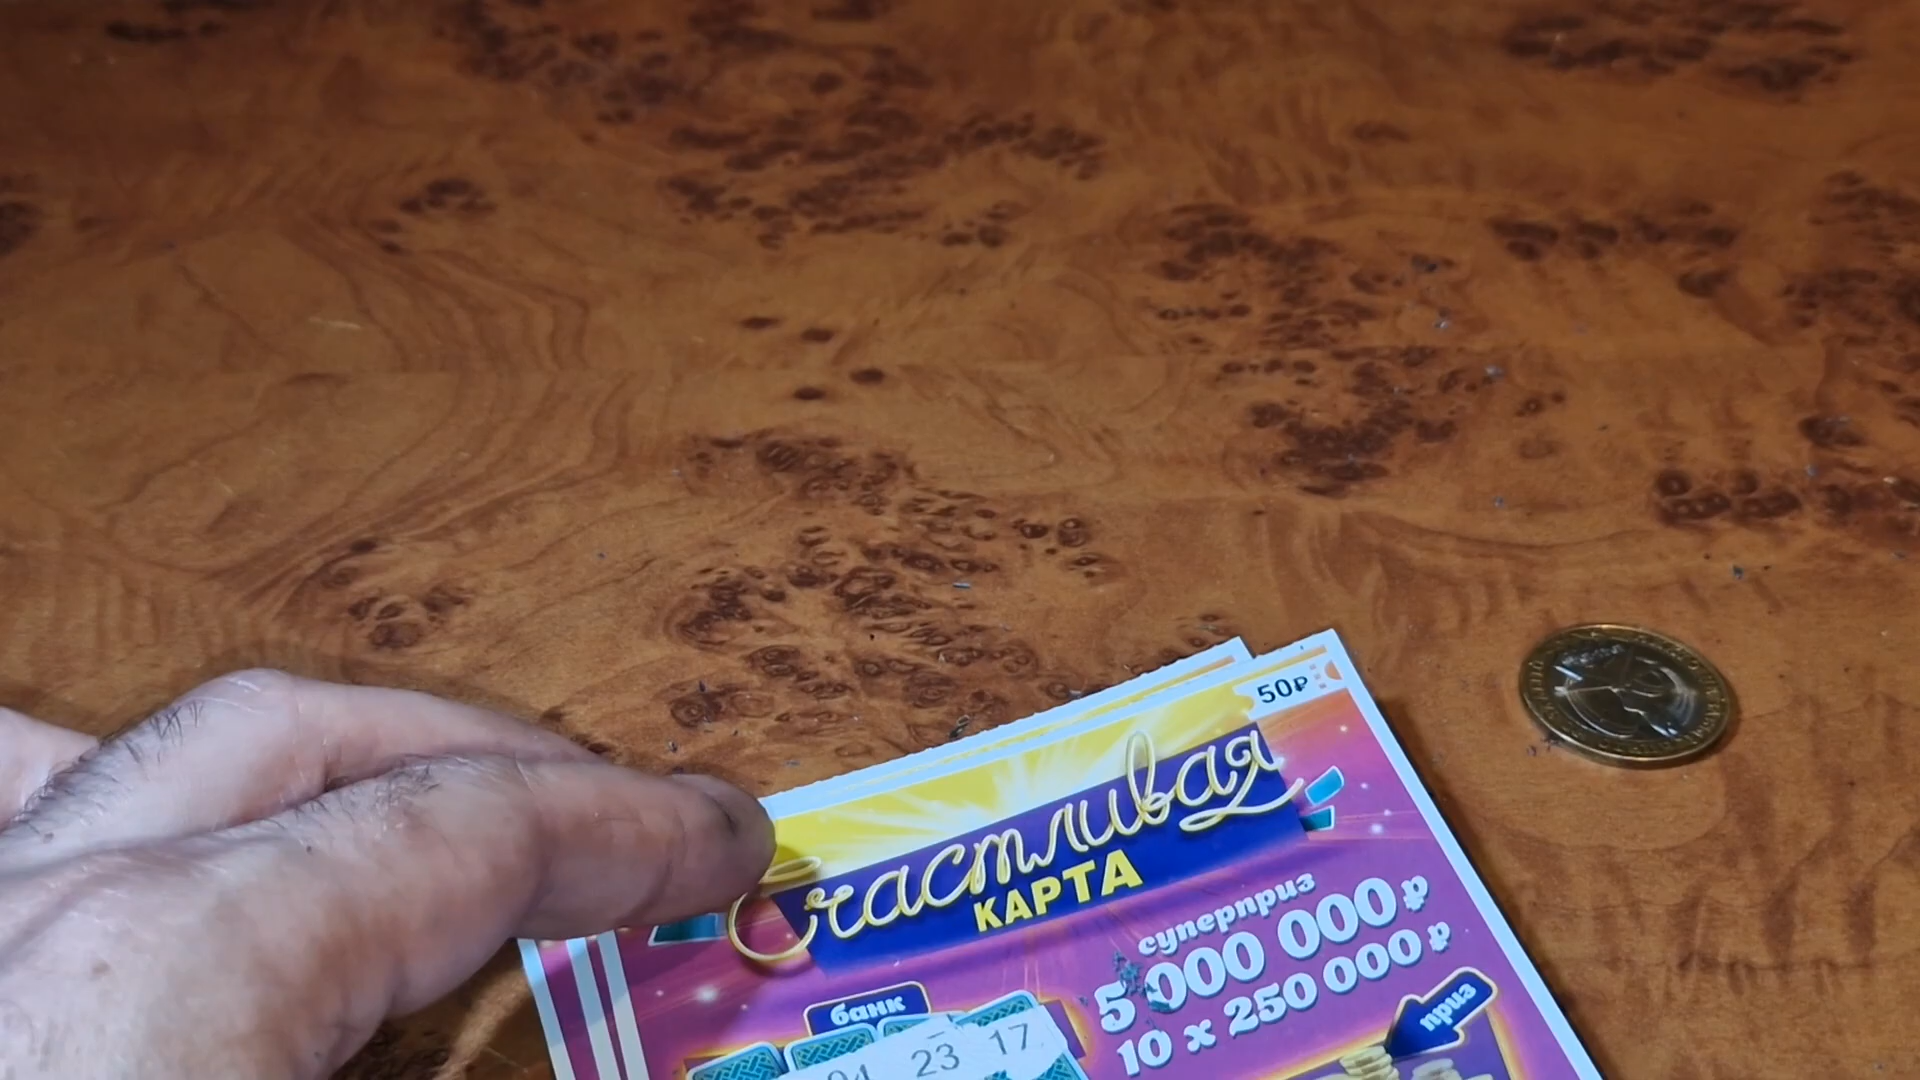 50₽
Счастливая
КАРТА
суперприз
5 000 000₽
10 x 250 000₽
приз
банк
23 17